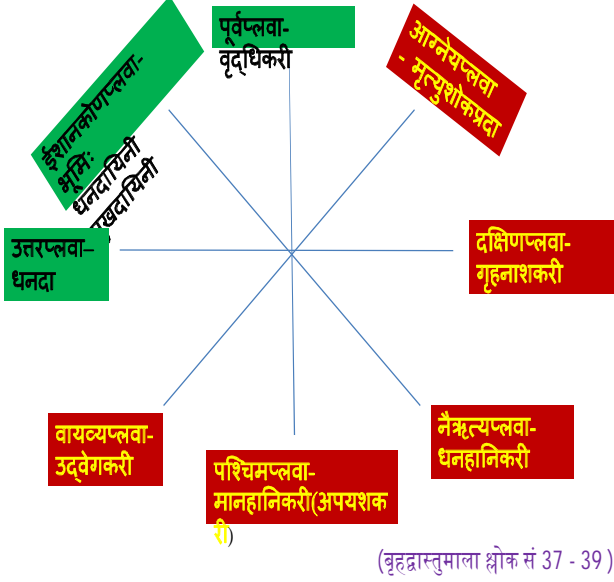 पूर्वप्लवा-
वृद्धिकरी
आग्नेयप्लवा
- मृत्युशोकप्रदा
ईशानकोणप्लवा-
भूमिः
धनदायिनी
सुखदायिनी
उत्तरप्लवा–
धनदा
दक्षिणप्लवा-
गृहनाशकरी
वायव्यप्लवा-
उद्वेगकरी
पश्चिमप्लवा-
मानहानिकरी(अपयशक
री)
नैऋत्यप्लवा-
धनहानिकरी
(बृहद्वास्तुमाला श्लोक सं 37 - 39 )